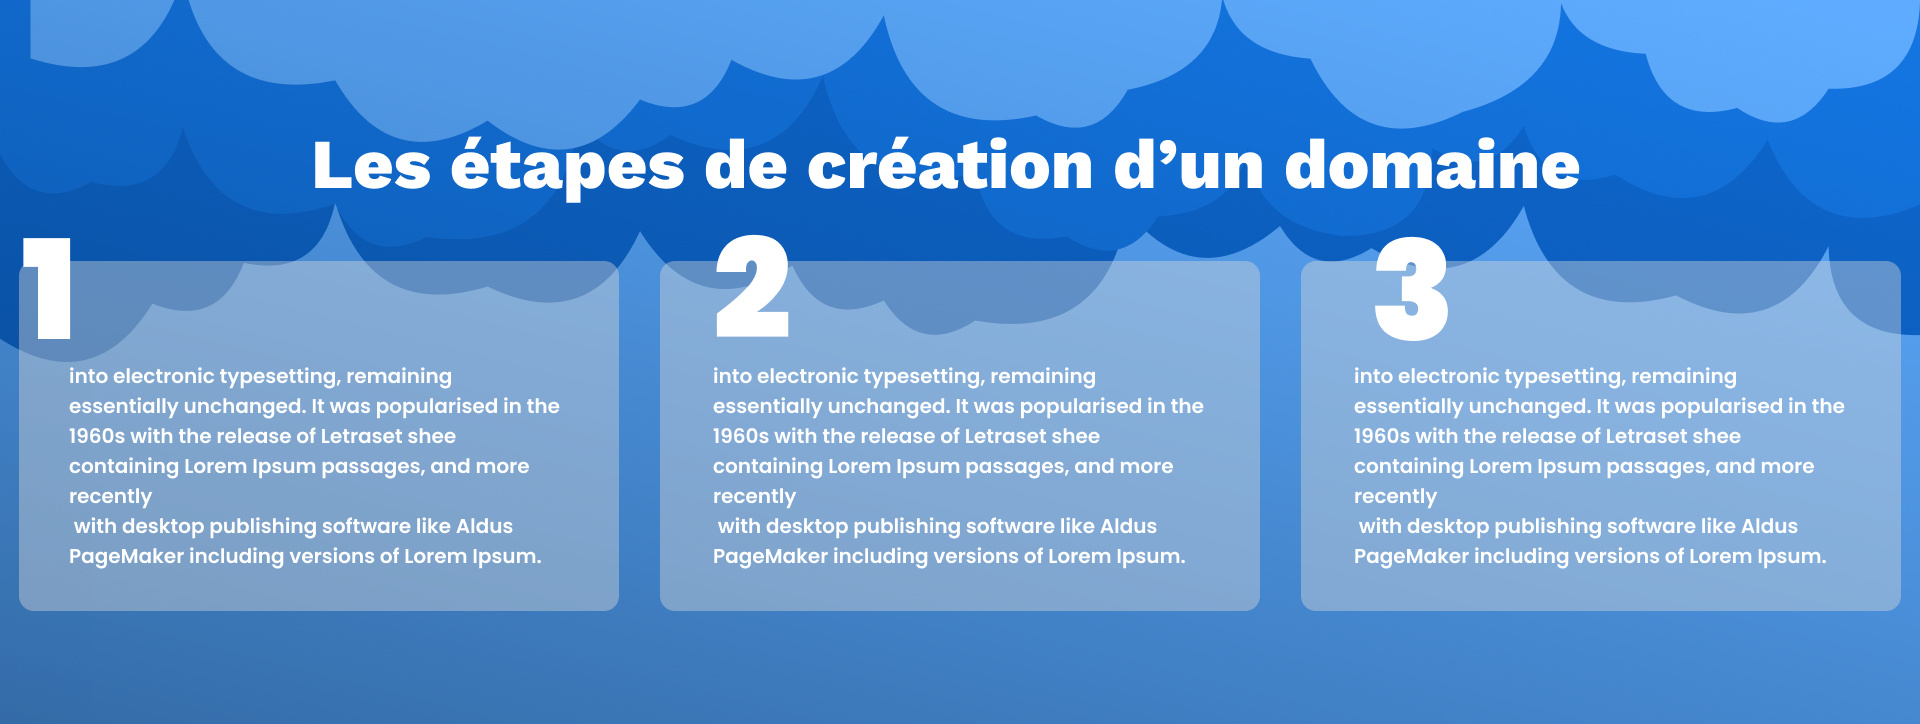 Les étapes de création d’un domaine
1
into electronic typesetting, remaining
essentially unchanged. It was popularised in the
1960s with the release of Letraset shee
containing Lorem Ipsum passages, and more
recently
with desktop publishing software like Aldus
PageMaker including versions of Lorem Ipsum.
2
into electronic typesetting, remaining
essentially unchanged. It was popularised in the
1960s with the release of Letraset shee
containing Lorem Ipsum passages, and more
recently
with desktop publishing software like Aldus
PageMaker including versions of Lorem Ipsum.
3
into electronic typesetting, remaining
essentially unchanged. It was popularised in the
1960s with the release of Letraset shee
containing Lorem Ipsum passages, and more
recently
with desktop publishing software like Aldus
PageMaker including versions of Lorem Ipsum.